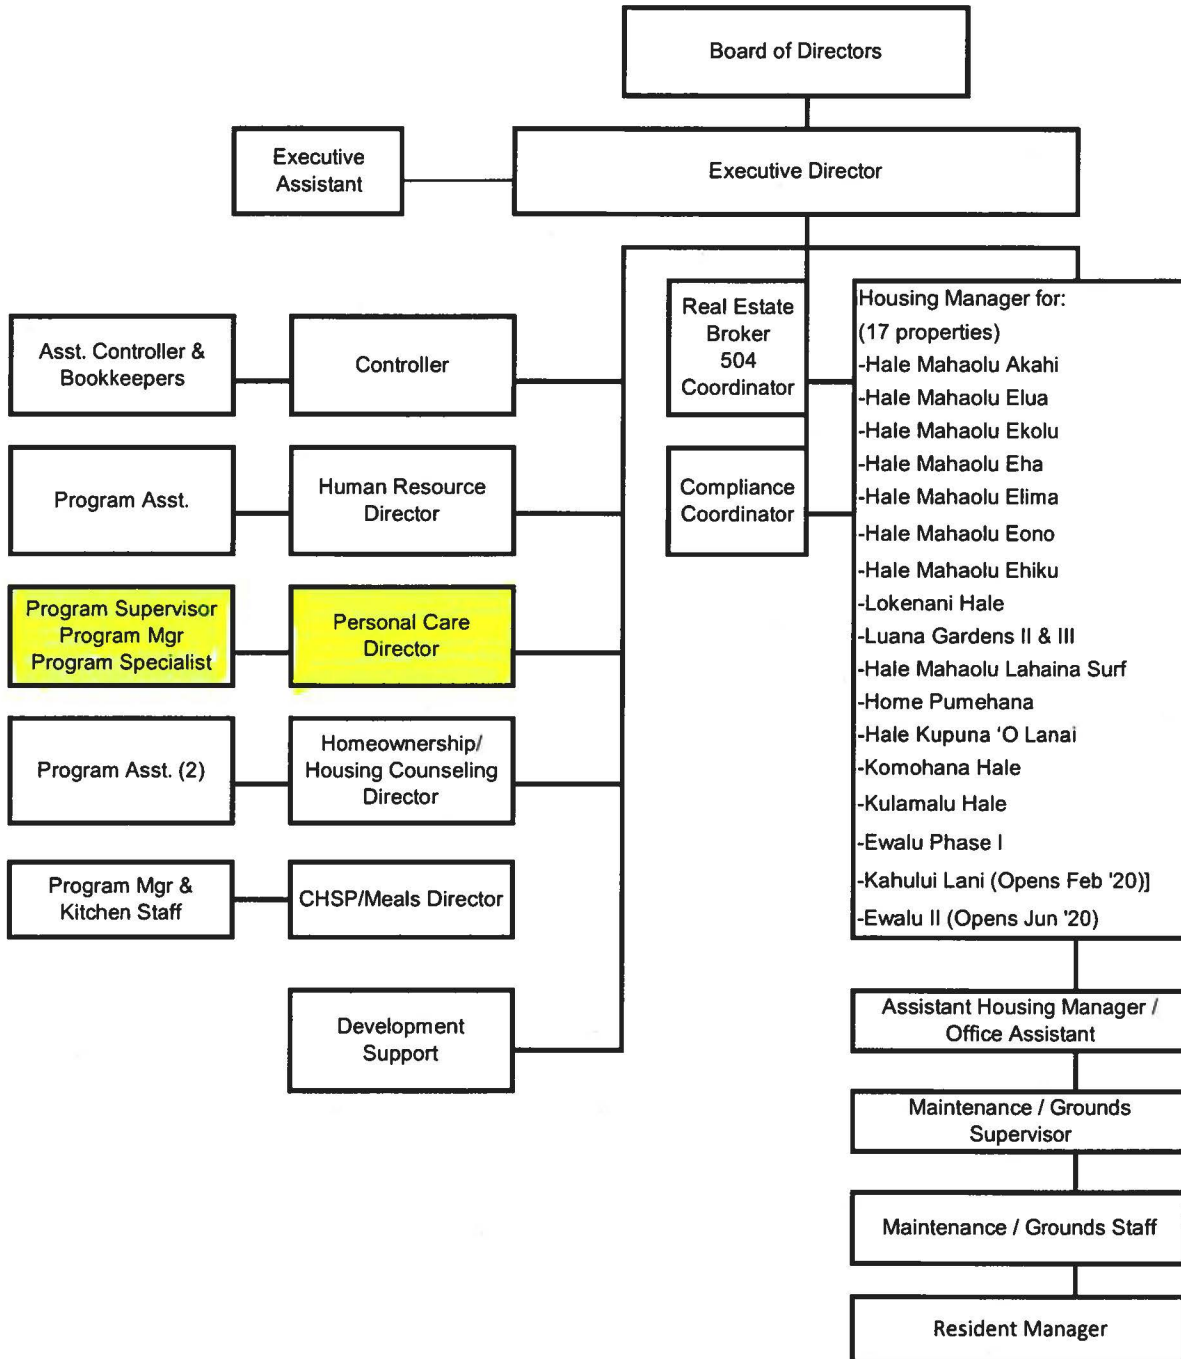 Board of Directors
Executive
Assistant
Executive Director
Asst. Controller &
Bookkeepers
Controller
Real Estate
Broker
504
Coordinator
Housing Manager for:
(17 properties)
-Hale Mahaolu Akahi
-Hale Mahaolu Elua
-Hale Mahaolu Ekolu
-Hale Mahaolu Eha
-Hale Mahaolu Elima
-Hale Mahaolu Eono
-Hale Mahaolu Ehiku
-Lokenani Hale
-Luana Gardens II & III
-Hale Mahaolu Lahaina Surf
-Home Pumehana
-Hale Kupuna 'O Lanai
-Komohana Hale
-Kulamalu Hale
-Ewalu Phase I
-Kahului Lani (Opens Feb '20)]
-Ewalu II (Opens Jun '20)
Program Asst.
Human Resource
Director
Compliance
Coordinator
Program Supervisor
Program Mgr
Program Specialist
Personal Care
Director
Program Asst. (2)
Homeownership/
Housing Counseling
Director
Program Mgr &
Kitchen Staff
CHSP/Meals Director
Development
Support
Assistant Housing Manager /
Office Assistant
Maintenance / Grounds
Supervisor
Maintenance / Grounds Staff
Resident Manager